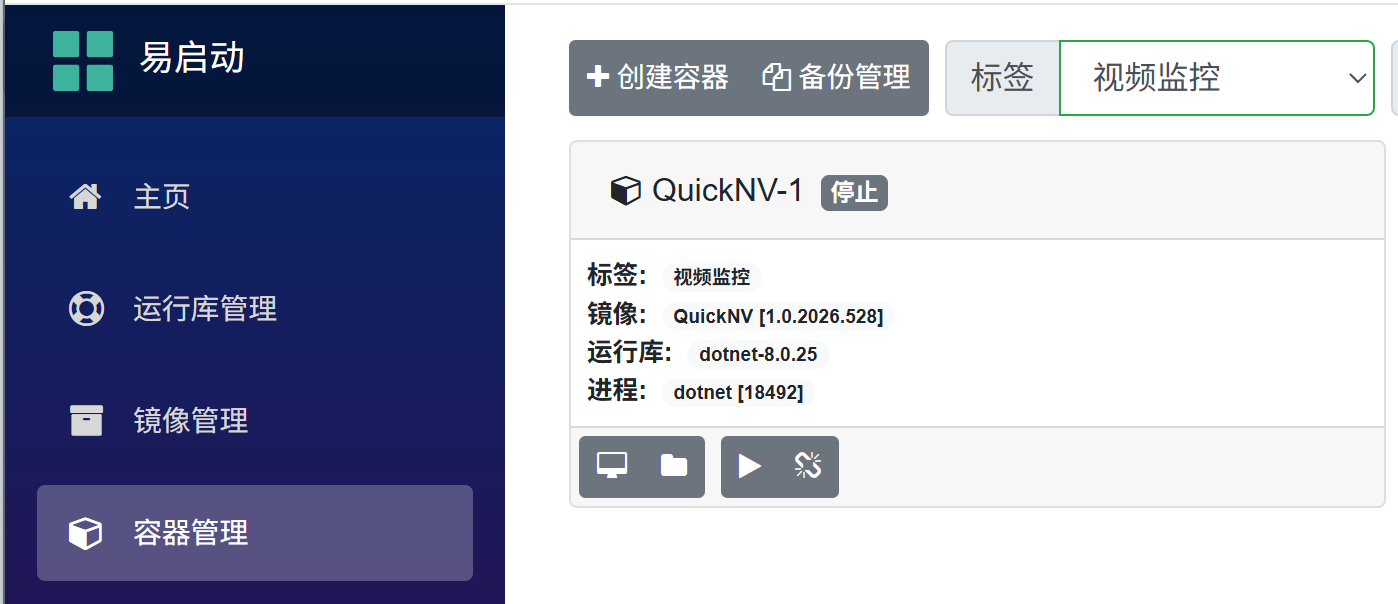 易启动
主页
运行库管理
镜像管理
容器管理
创建容器 备份管理 标签 视频监控
QuickNV-1 停止
标签: 视频监控
镜像: QuickNV [1.0.2026.528]
运行库: dotnet-8.0.25
进程: dotnet [18492]